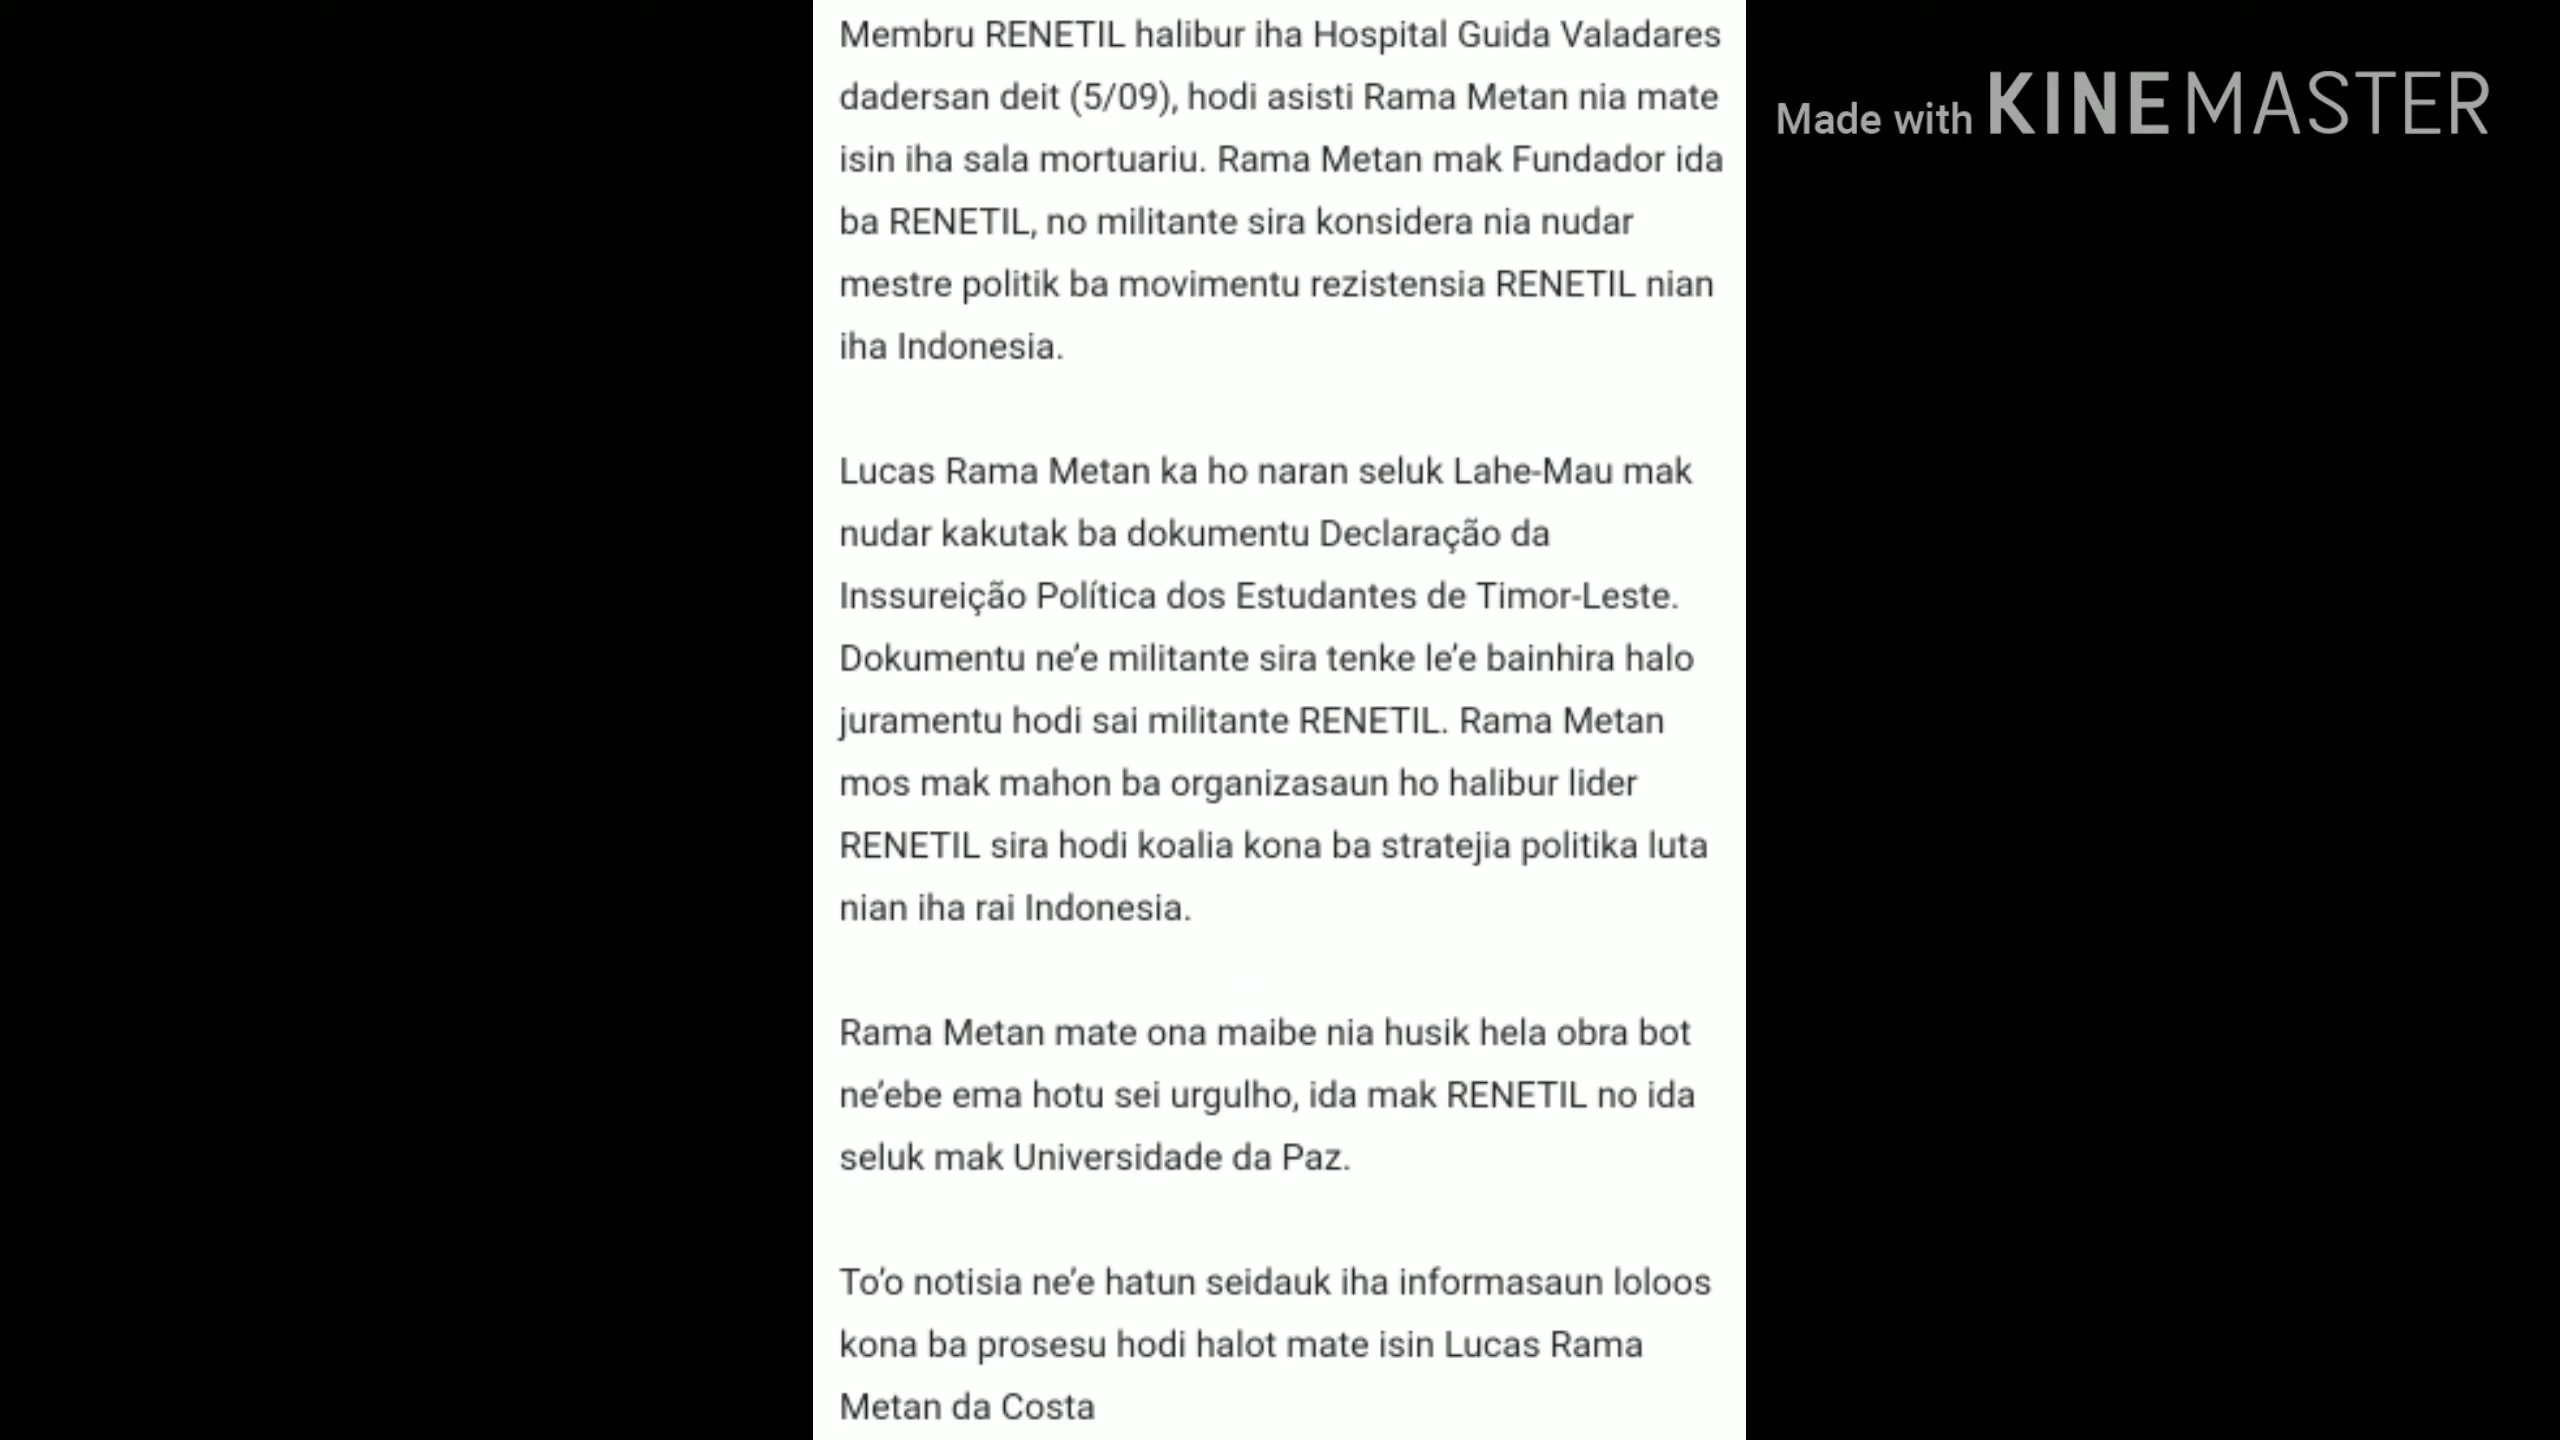 Membru RENETIL halibur iha Hospital Guida Valadares
dadersan deit (5/09), hodi asisti Rama Metan nia mate
isin iha sala mortuariu. Rama Metan mak Fundador ida
ba RENETIL, no militante sira konsidera nia nudar
mestre politik ba movimentu rezistensia RENETIL nian
iha Indonesia.
Lucas Rama Metan ka ho naran seluk Lahe-Mau mak
nudar kakutak ba dokumentu Declaração da
Inssureição Política dos Estudantes de Timor-Leste.
Dokumentu ne’e militante sira tenke le’e bainhira halo
juramentu hodi sai militante RENETIL. Rama Metan
mos mak mahon ba organizasaun ho halibur lider
RENETIL sira hodi koalia kona ba stratejia politika luta
nian iha rai Indonesia.
Rama Metan mate ona maibe nia husik hela obra bot
ne’ebe ema hotu sei urgulho, ida mak RENETIL no ida
seluk mak Universidade da Paz.
To’o notisia ne’e hatun seidauk iha informasaun loloos
kona ba prosesu hodi halot mate isin Lucas Rama
Metan da Costa
Made with KINEMASTER